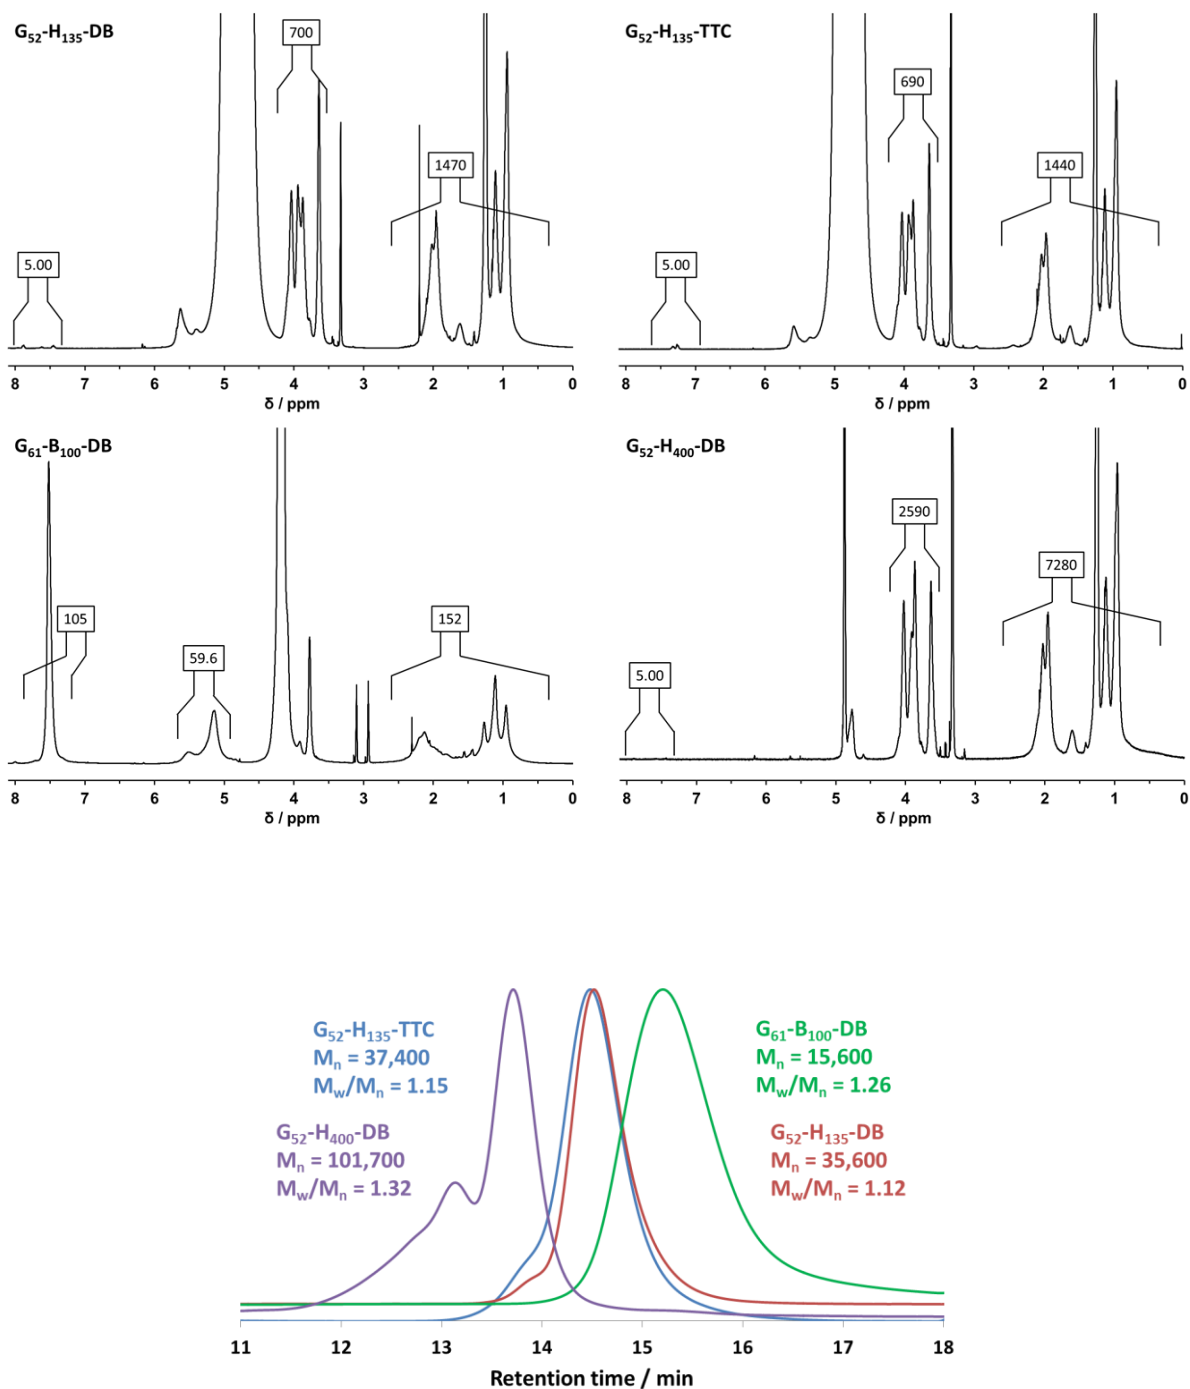 G₅₂-H₁₃₅-DB
700
1470
5.00
8 7 6 5 4 3 2 1 0
δ / ppm
G₅₂-H₁₃₅-TTC
690
1440
5.00
8 7 6 5 4 3 2 1 0
δ / ppm
G₆₁-B₁₀₀-DB
105
59.6
152
8 7 6 5 4 3 2 1 0
δ / ppm
G₅₂-H₄₀₀-DB
2590
7280
5.00
8 7 6 5 4 3 2 1 0
δ / ppm
G₅₂-H₁₃₅-TTC
Mₙ = 37,400
M_w/Mₙ = 1.15
G₅₂-H₄₀₀-DB
Mₙ = 101,700
M_w/Mₙ = 1.32
G₆₁-B₁₀₀-DB
Mₙ = 15,600
M_w/Mₙ = 1.26
G₅₂-H₁₃₅-DB
Mₙ = 35,600
M_w/Mₙ = 1.12
11 12 13 14 15 16 17 18
Retention time / min